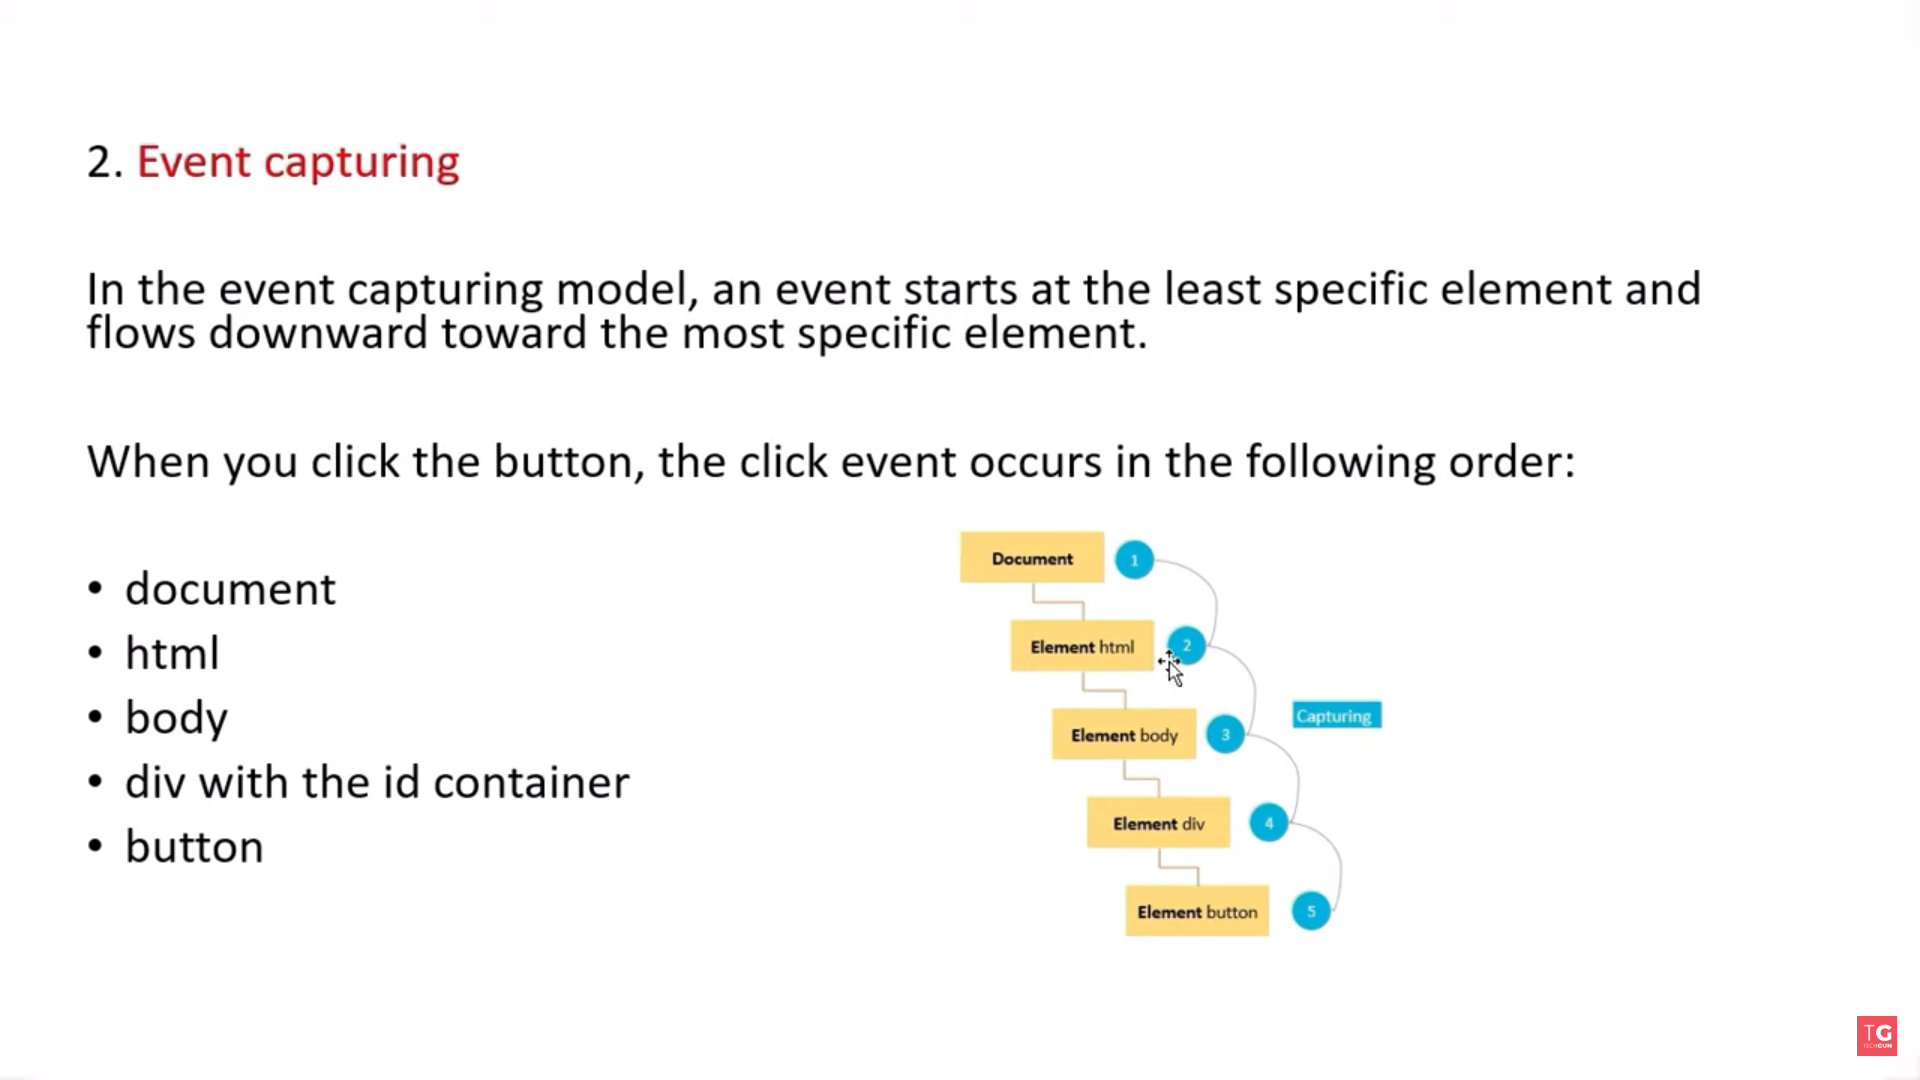 2. Event capturing
In the event capturing model, an event starts at the least specific element and
flows downward toward the most specific element.
When you click the button, the click event occurs in the following order:
• document
• html
• body
• div with the id container
• button
Document 1
Element html 2
Element body 3
Capturing
Element div 4
Element button 5
TG
TECHGUN